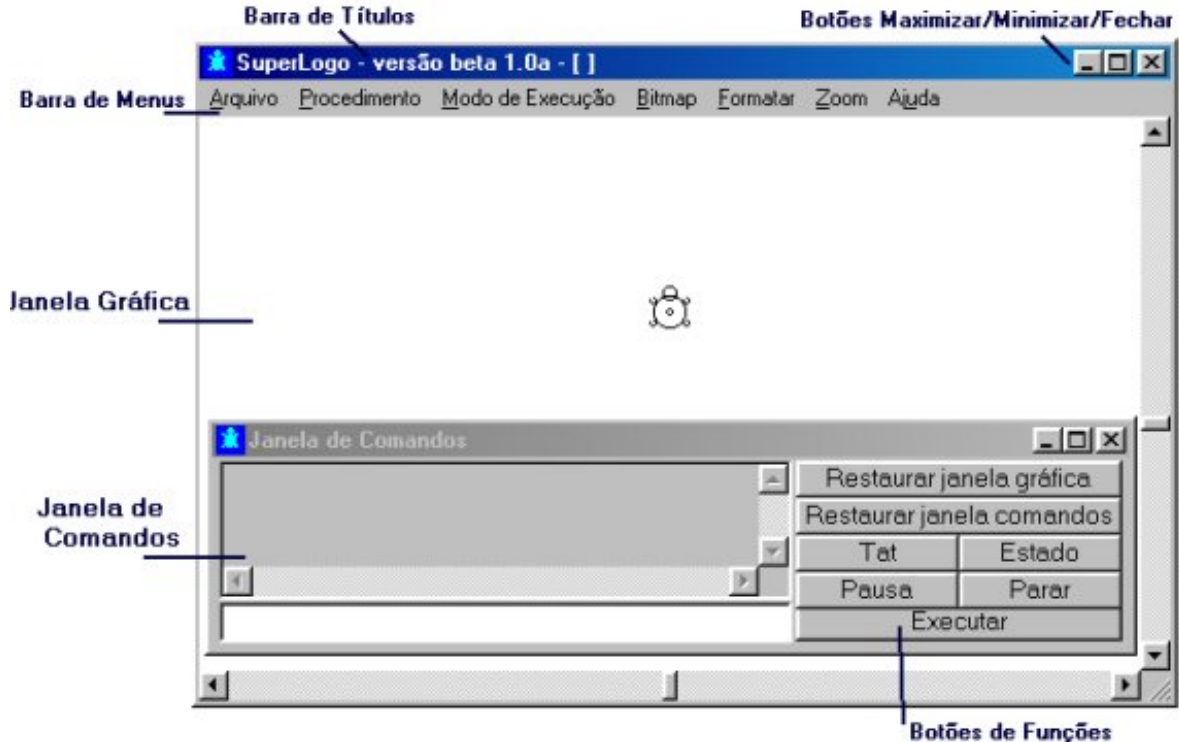 Barra de Títulos
Botões Maximizar/Minimizar/Fechar
SuperLogo - versão beta 1.0a - [ ]
Barra de Menus
Arquivo Procedimento Modo de Execução Bitmap Formatar Zoom Ajuda
Janela Gráfica
Janela de Comandos
Restaurar janela gráfica
Restaurar janela comandos
Janela de
Comandos
Tat Estado
Pausa Parar
Executar
Botões de Funções